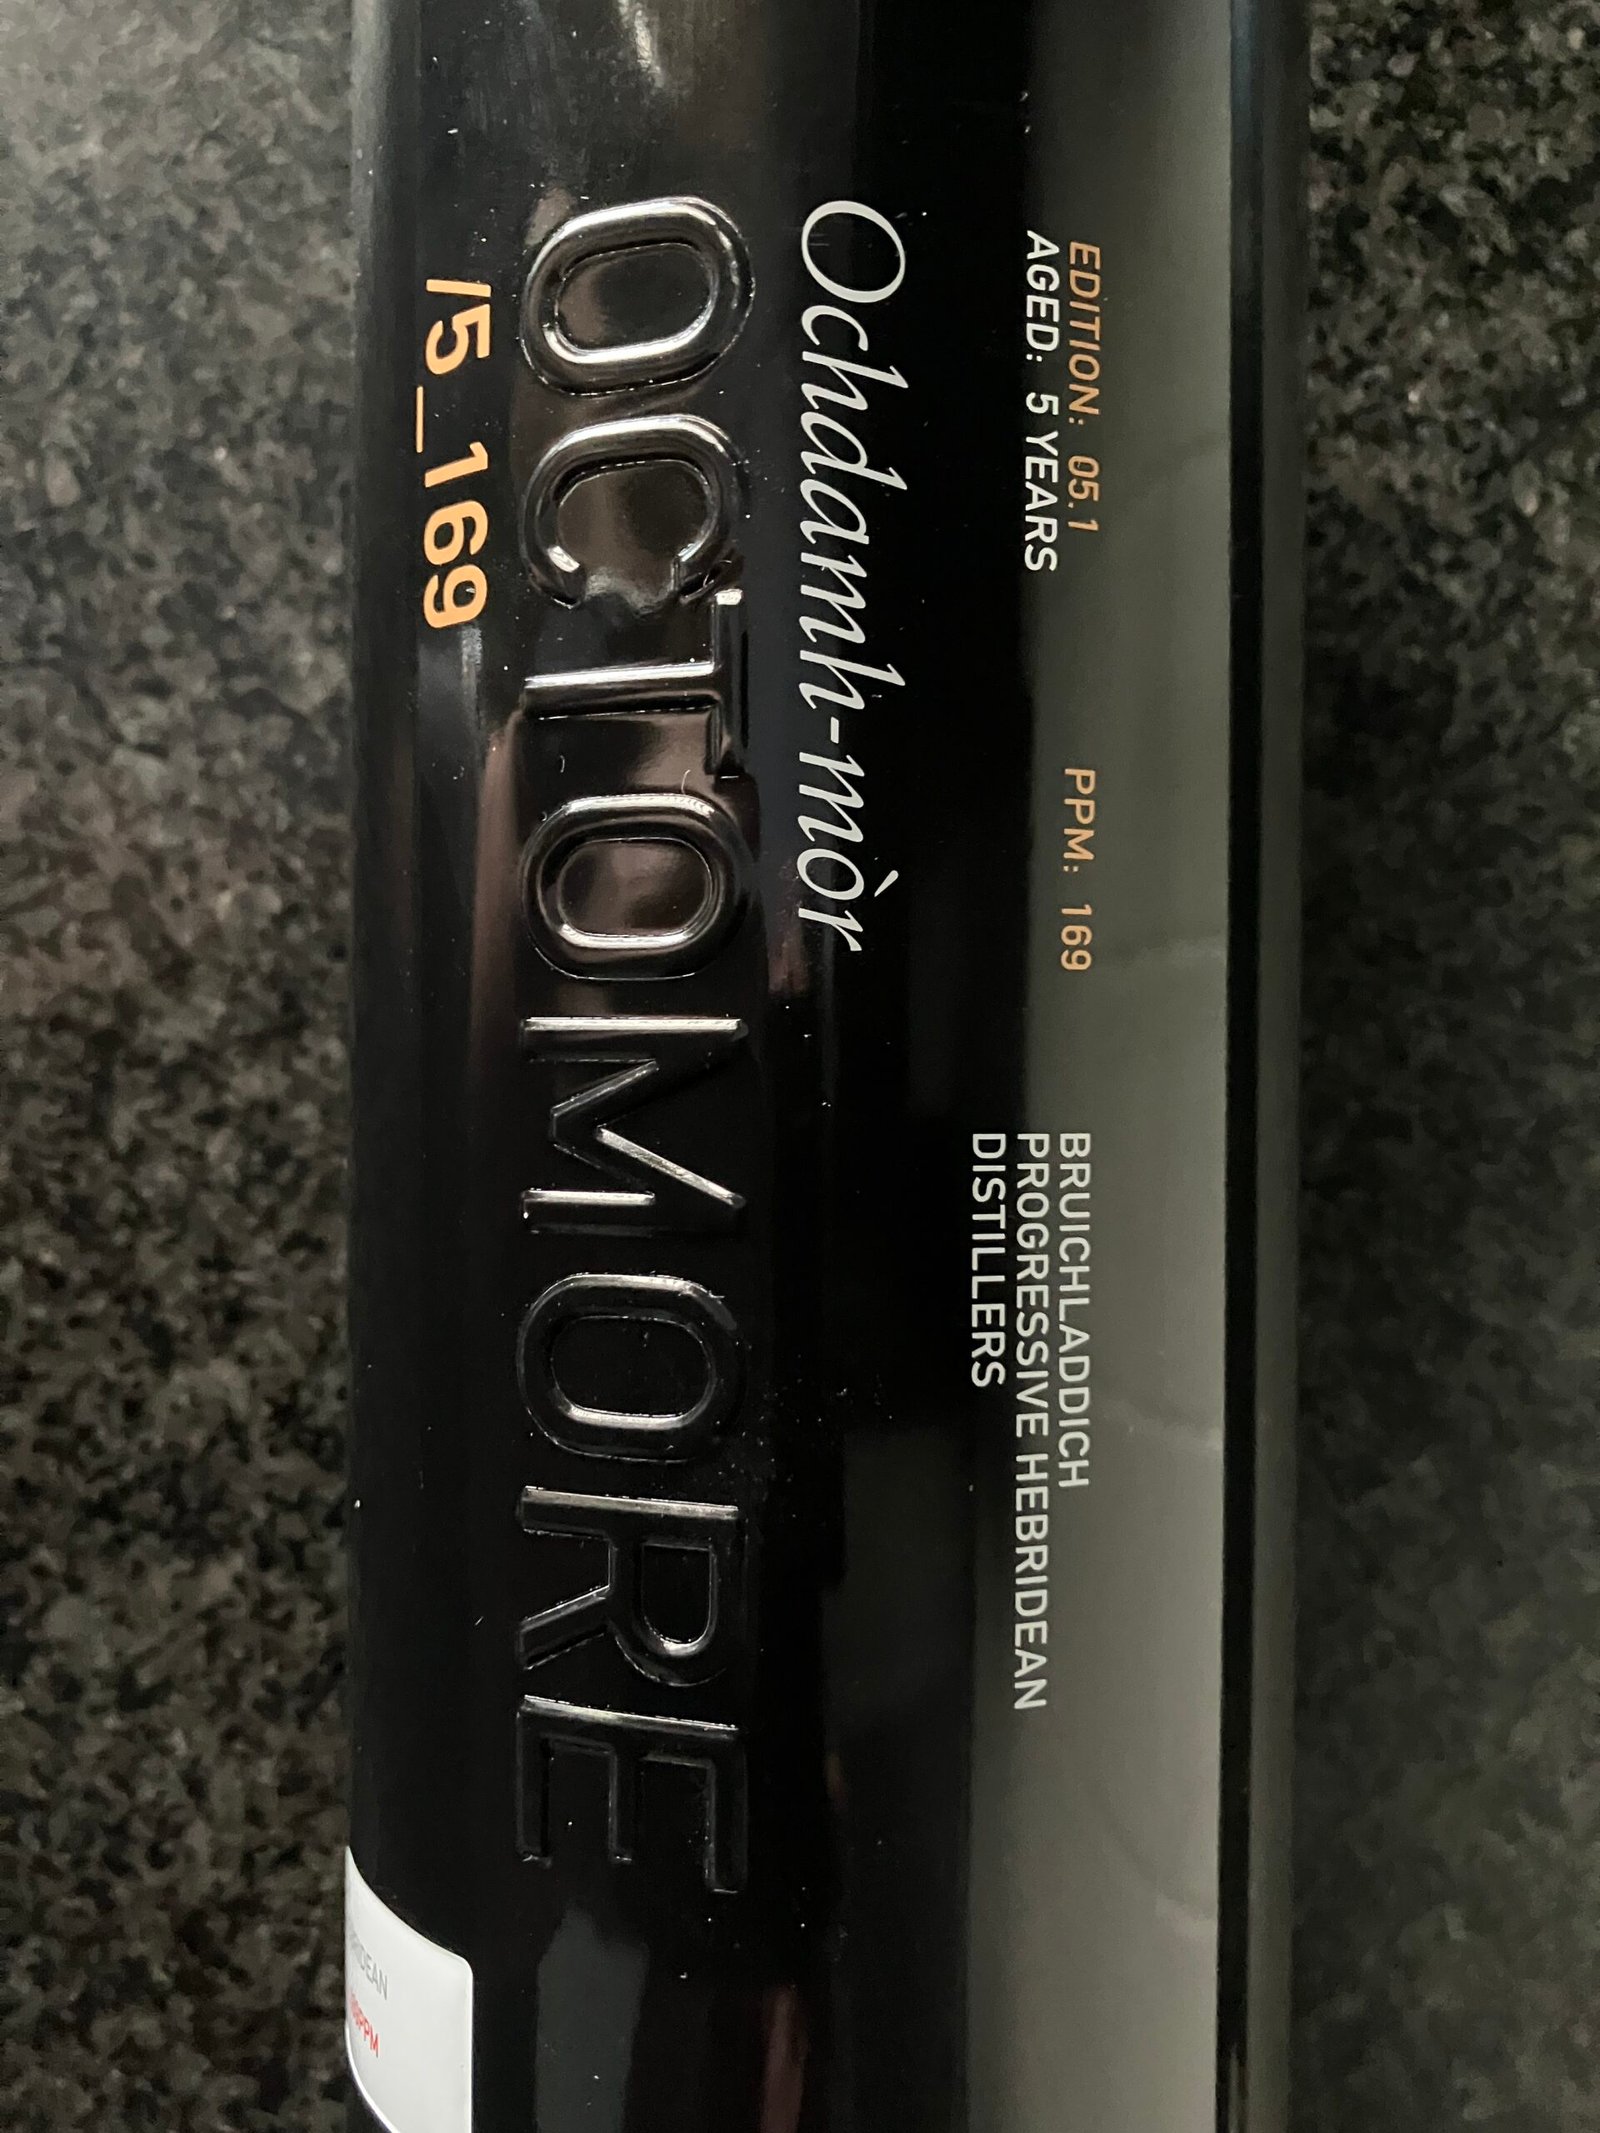 EDITION: 05.1
AGED: 5 YEARS
PPM: 169
BRUICHLADDICH
PROGRESSIVE HEBRIDEAN
DISTILLERS
Ochdamh-mòr
OCTOMORE
/5_169